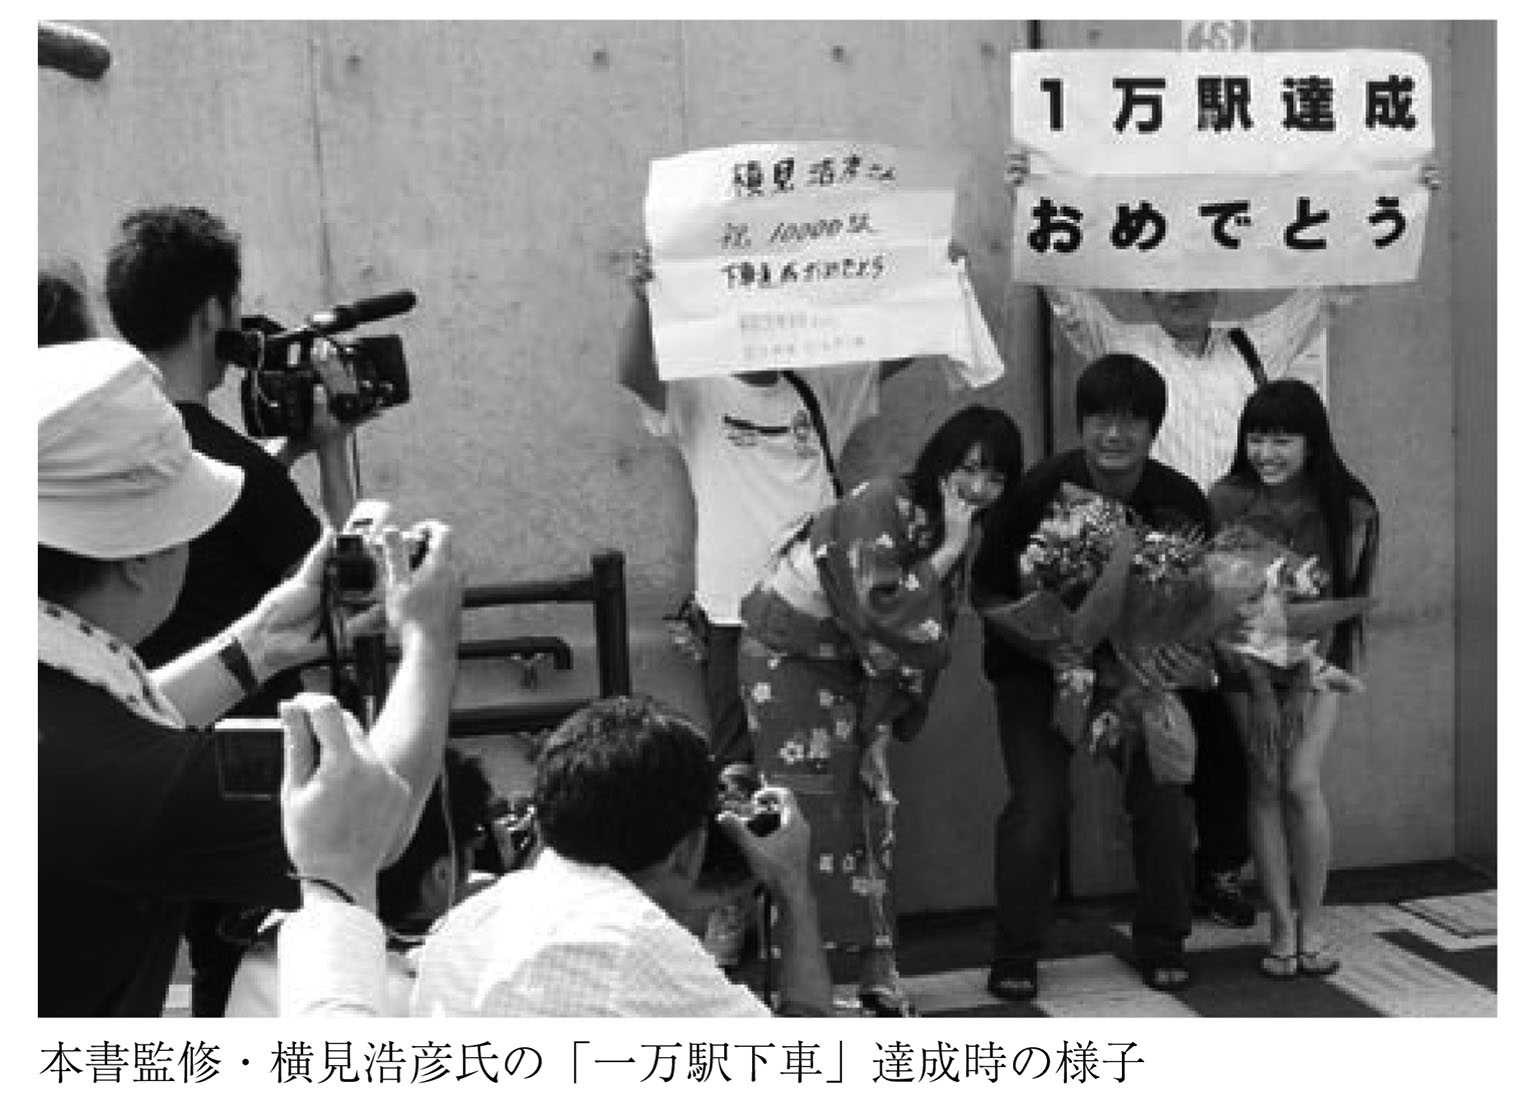 1万駅達成
おめでとう
横見浩彦さん
祝 10000駅
下車達成おめでとう
本書監修・横見浩彦氏の「一万駅下車」達成時の様子